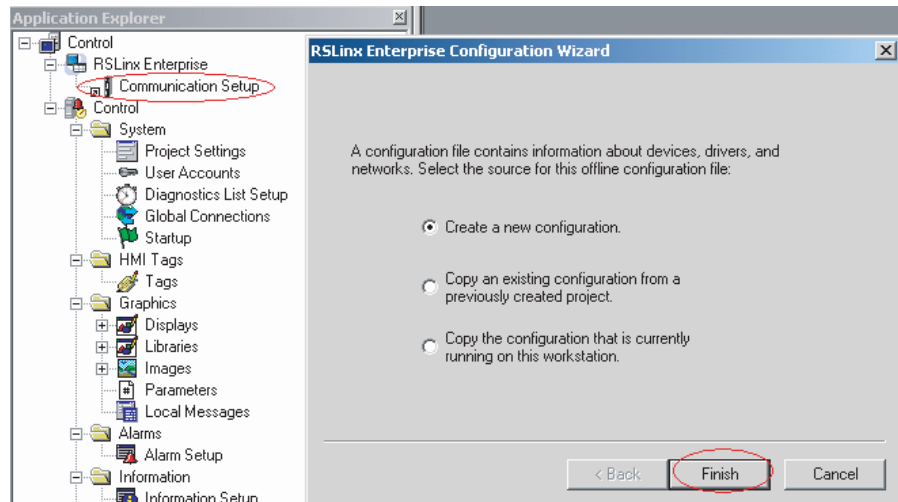 Application Explorer
Control
RSLinx Enterprise
Communication Setup
Control
System
Project Settings
User Accounts
Diagnostics List Setup
Global Connections
Startup
HMI Tags
Tags
Graphics
Displays
Libraries
Images
Parameters
Local Messages
Alarms
Alarm Setup
Information
Information Setup
RSLinx Enterprise Configuration Wizard
A configuration file contains information about devices, drivers, and
networks. Select the source for this offline configuration file:
Create a new configuration.
Copy an existing configuration from a
previously created project.
Copy the configuration that is currently
running on this workstation.
< Back
Finish
Cancel